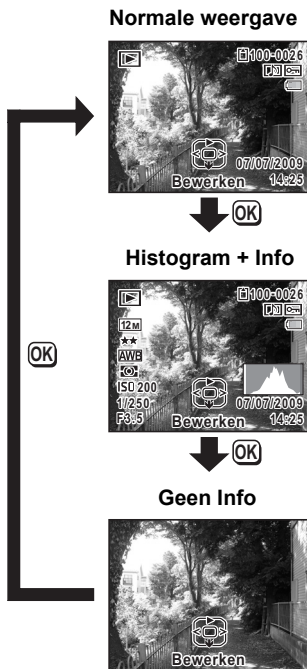 Normale weergave
100-0026
07/07/2009
14:25
Bewerken
OK
Histogram + Info
100-0026
12M
AWB
ISO 200
1/250
F3.5
07/07/2009
14:25
Bewerken
OK
OK
Geen Info
Bewerken